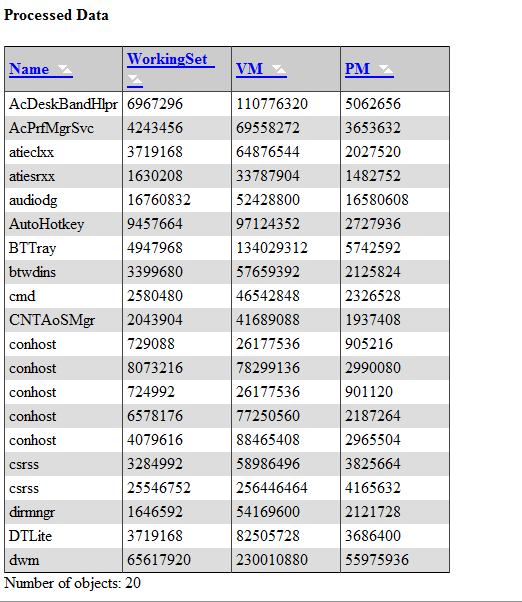 Processed Data
Name WorkingSet VM PM
AcDeskBandHlpr 6967296 110776320 5062656
AcPrfMgrSvc 4243456 69558272 3653632
atieclxx 3719168 64876544 2027520
atiesrxx 1630208 33787904 1482752
audiodg 16760832 52428800 16580608
AutoHotkey 9457664 97124352 2727936
BTTray 4947968 134029312 5742592
btwdins 3399680 57659392 2125824
cmd 2580480 46542848 2326528
CNTAoSMgr 2043904 41689088 1937408
conhost 729088 26177536 905216
conhost 8073216 78299136 2990080
conhost 724992 26177536 901120
conhost 6578176 77250560 2187264
conhost 4079616 88465408 2965504
csrss 3284992 58986496 3825664
csrss 25546752 256446464 4165632
dirmngr 1646592 54169600 2121728
DTLite 3719168 82505728 3686400
dwm 65617920 230010880 55975936
Number of objects: 20